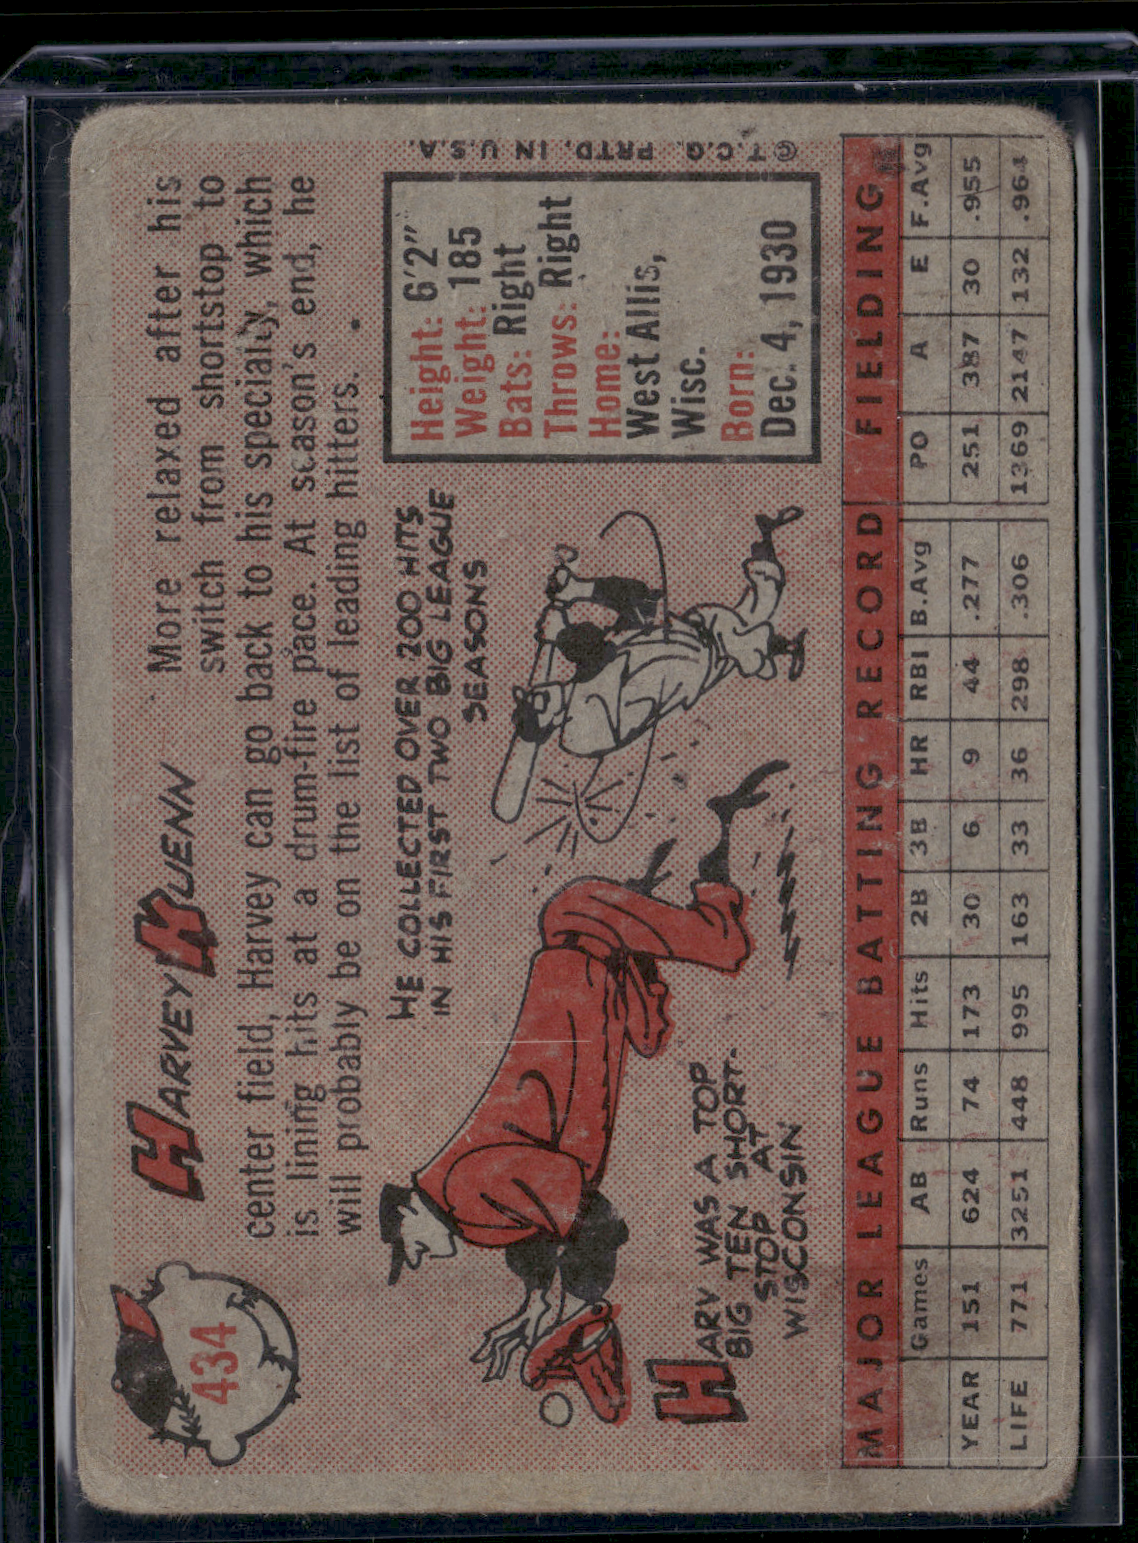 434
HARVEY KUENN
More relaxed after his
switch from shortstop to
center field, Harvey can go back to his specialty, which
is lining hits at a drum-fire pace. At season's end, he
will probably be on the list of leading hitters.
HE COLLECTED OVER 200 HITS
IN HIS FIRST TWO BIG LEAGUE
SEASONS
HARV WAS A TOP
BIG TEN SHORT-
STOP AT
WISCONSIN
Height: 6'2"
Weight: 185
Bats: Right
Throws: Right
Home:
West Allis,
Wisc.
Born:
Dec. 4, 1930
© T.C.G. PRTD. IN U.S.A.
MAJOR LEAGUE BATTING RECORD FIELDING
Games AB Runs Hits 2B 3B HR RBI B.Avg PO A E F.Avg
YEAR 151 624 74 173 30 6 9 44 .277 251 387 30 .955
LIFE 771 3251 448 995 163 33 36 298 .306 1369 2147 132 .964